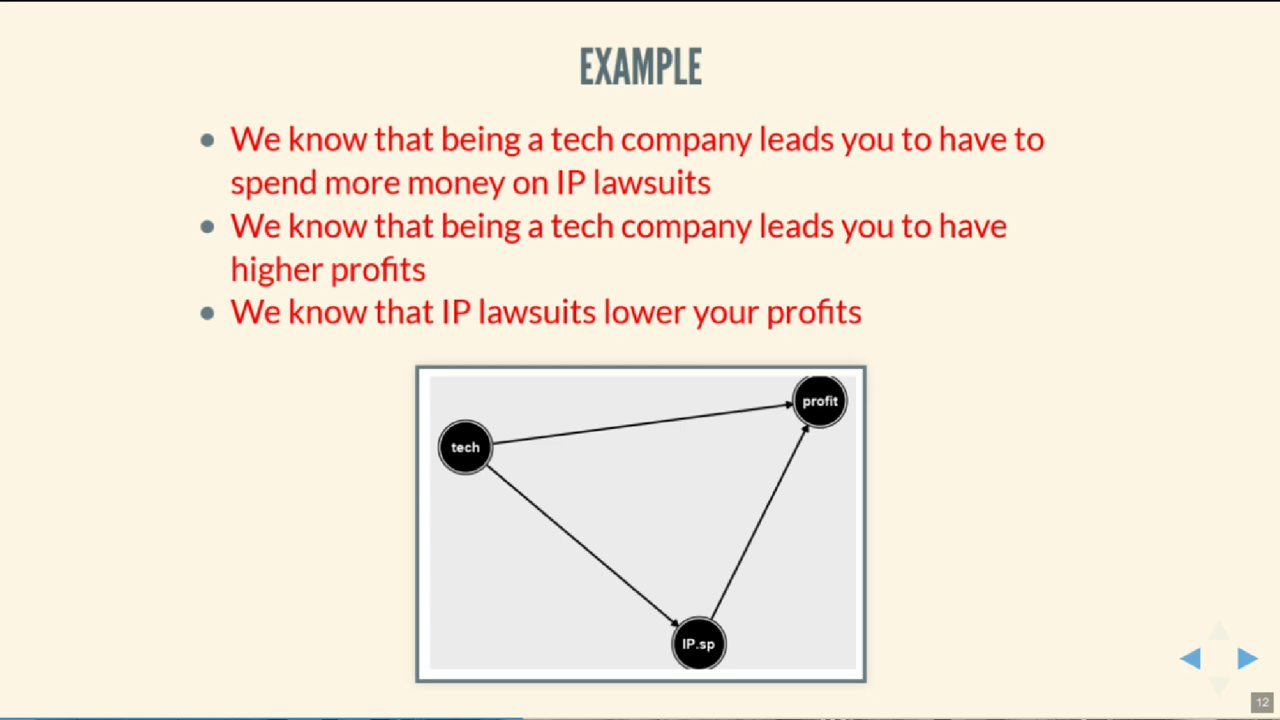 EXAMPLE
We know that being a tech company leads you to have to
spend more money on IP lawsuits
We know that being a tech company leads you to have
higher profits
We know that IP lawsuits lower your profits
profit
tech
IP.sp
12